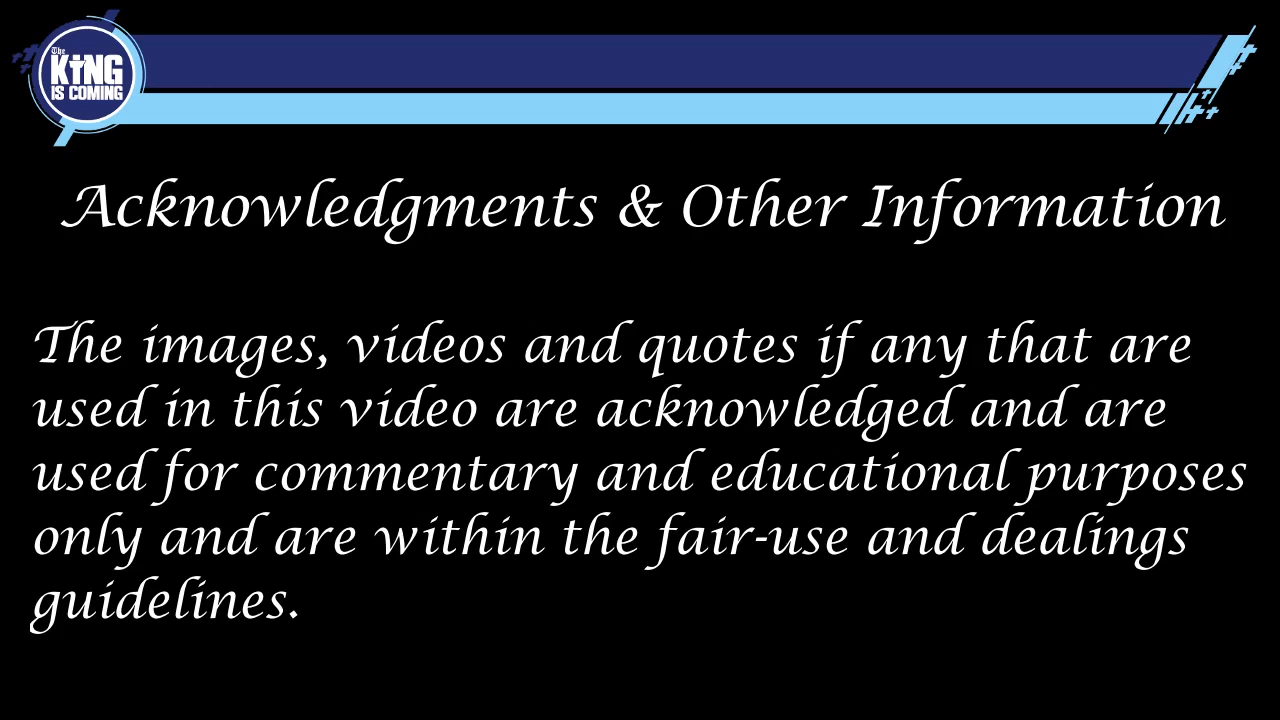 The
KING
IS COMING
Acknowledgments & Other Information
The images, videos and quotes if any that are
used in this video are acknowledged and are
used for commentary and educational purposes
only and are within the fair-use and dealings
guidelines.